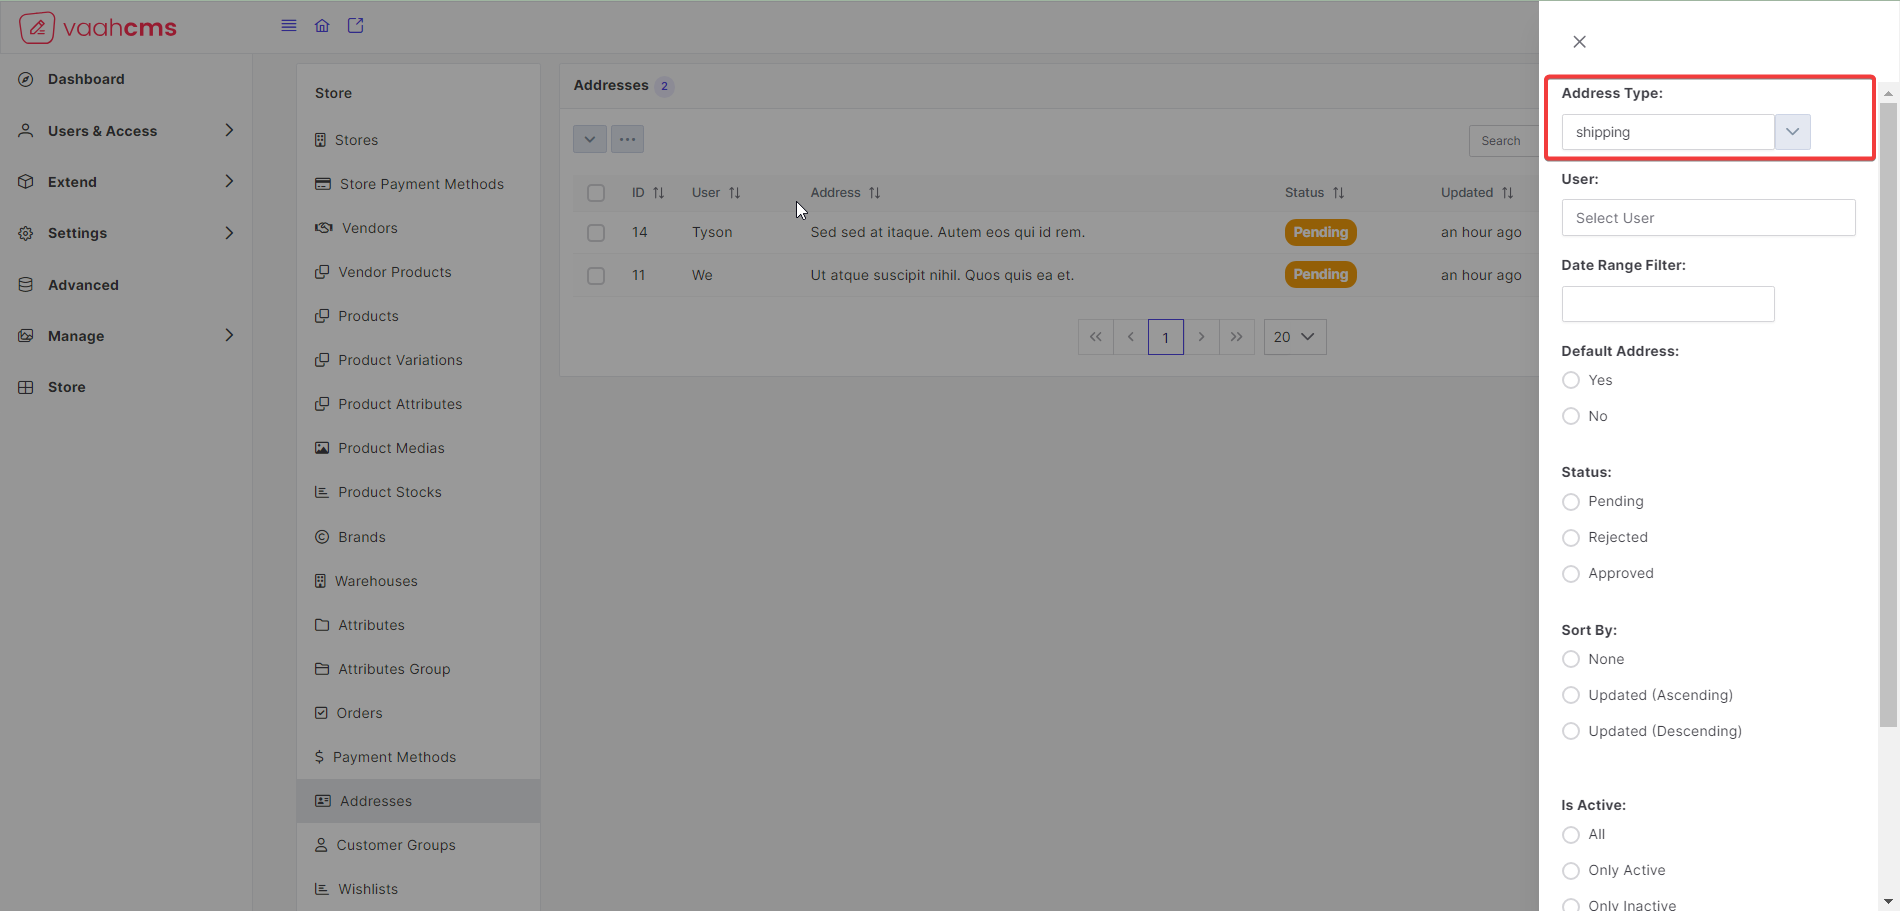 vaahcms
Dashboard
Users & Access
Extend
Settings
Advanced
Manage
Store
Store
Stores
Store Payment Methods
Vendors
Vendor Products
Products
Product Variations
Product Attributes
Product Medias
Product Stocks
Brands
Warehouses
Attributes
Attributes Group
Orders
Payment Methods
Addresses
Customer Groups
Wishlists
Addresses 2
Search
ID User Address Status Updated
14 Tyson Sed sed at itaque. Autem eos qui id rem. Pending an hour ago
11 We Ut atque suscipit nihil. Quos quis ea et. Pending an hour ago
1 20
Address Type:
shipping
User:
Select User
Date Range Filter:
Default Address:
Yes
No
Status:
Pending
Rejected
Approved
Sort By:
None
Updated (Ascending)
Updated (Descending)
Is Active:
All
Only Active
Only Inactive